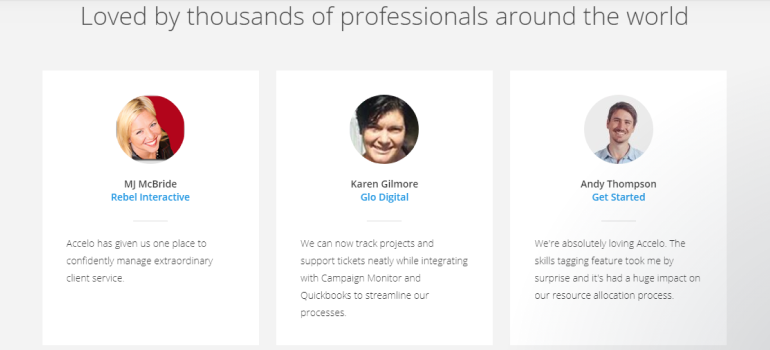 Loved by thousands of professionals around the world
MJ McBride
Rebel Interactive
Accelo has given us one place to
confidently manage extraordinary
client service.
Karen Gilmore
Glo Digital
We can now track projects and
support tickets neatly while integrating
with Campaign Monitor and
Quickbooks to streamline our
processes.
Andy Thompson
Get Started
We're absolutely loving Accelo. The
skills tagging feature took me by
surprise and it's had a huge impact on
our resource allocation process.